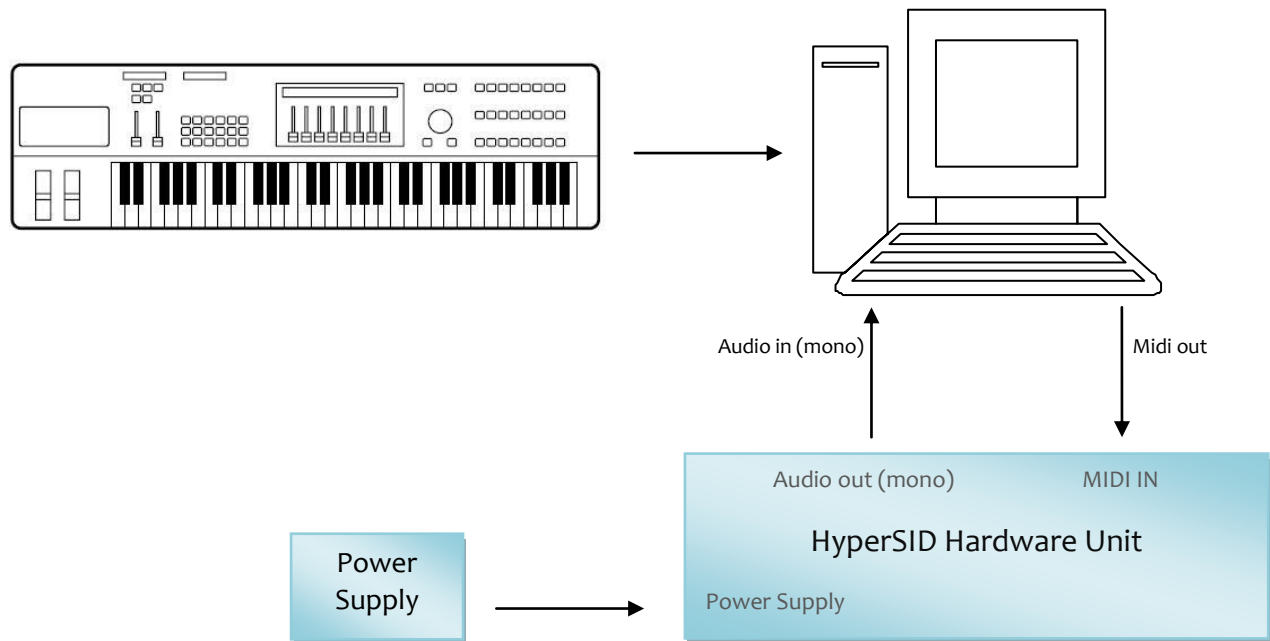 Audio in (mono)
Midi out
Audio out (mono)
MIDI IN
HyperSID Hardware Unit
Power Supply
Power
Supply